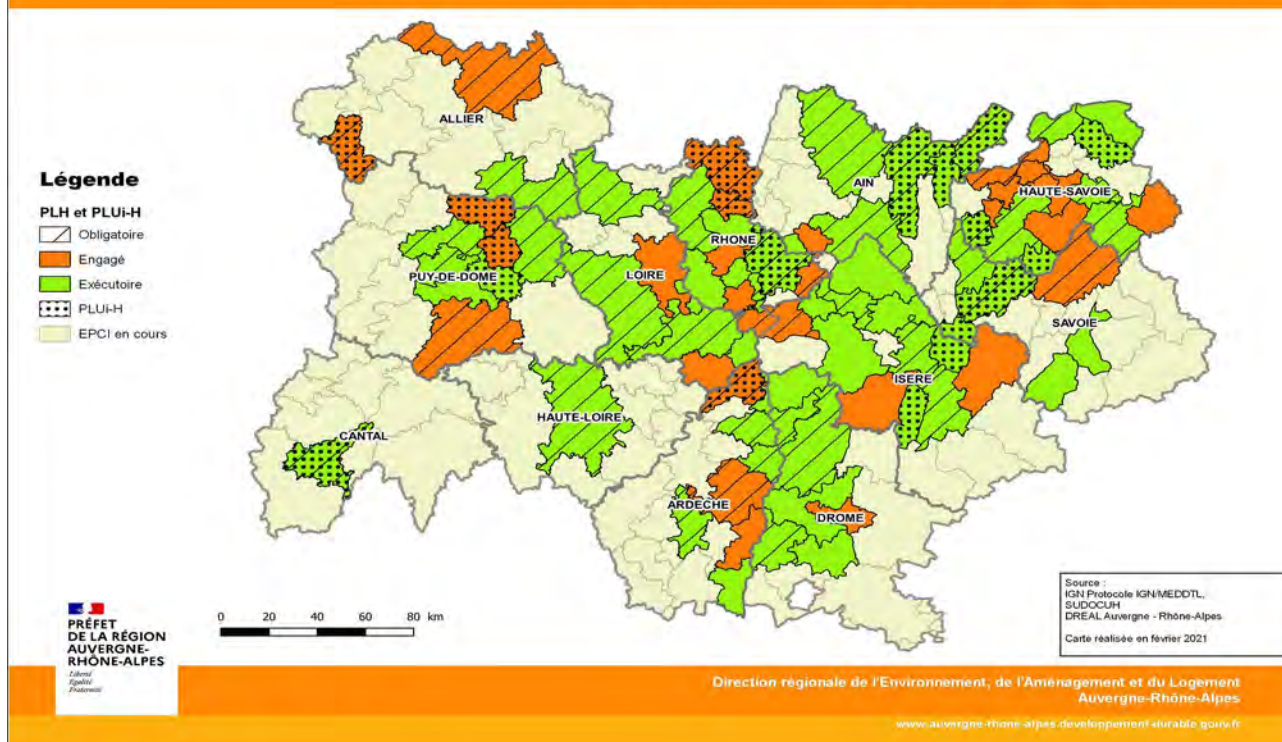 ALLIER
AIN
HAUTE-SAVOIE
Légende
PLH et PLUi-H
Obligatoire
Engagé
Exécutoire
PLUi-H
EPCI en cours
RHONE
PUY-DE-DOME
LOIRE
SAVOIE
ISERE
HAUTE-LOIRE
CANTAL
ARDECHE
DROME
Source :
IGN Protocole IGN/MEDDTL,
SUDOCUH
DREAL Auvergne - Rhône-Alpes
Carte réalisée en février 2021
0 20 40 60 80 km
PRÉFET
DE LA RÉGION
AUVERGNE-
RHÔNE-ALPES
Liberté
Égalité
Fraternité
Direction régionale de l'Environnement, de l'Aménagement et du Logement
Auvergne-Rhône-Alpes
www.auvergne-rhone-alpes.developpement-durable.gouv.fr